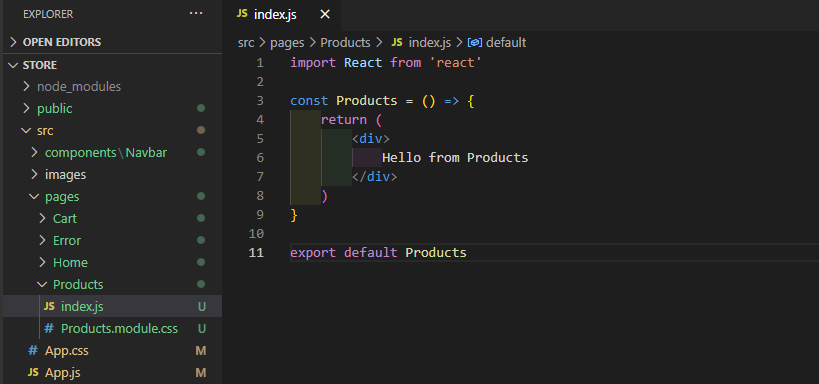 EXPLORER ...
OPEN EDITORS
STORE
node_modules
public
src
components\Navbar
images
pages
Cart
Error
Home
Products
JS index.js U
# Products.module.css U
# App.css M
JS App.js M
JS index.js
src > pages > Products > JS index.js > default
1 import React from 'react'
2
3 const Products = () => {
4 return (
5 <div>
6 Hello from Products
7 </div>
8 )
9 }
10
11 export default Products